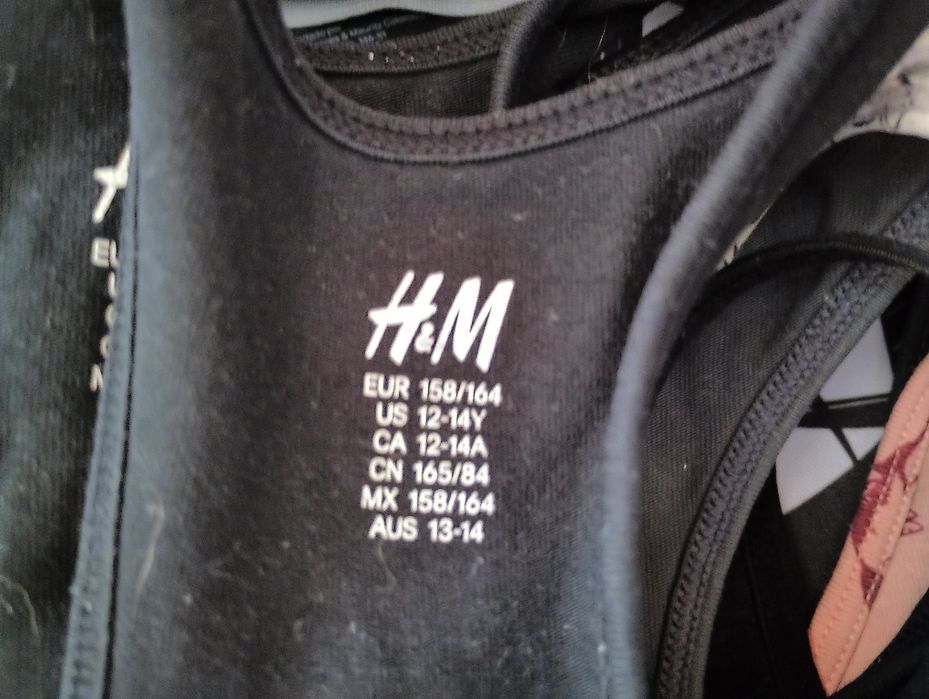 H&M
EUR 158/164
US 12-14Y
CA 12-14A
CN 165/84
MX 158/164
AUS 13-14